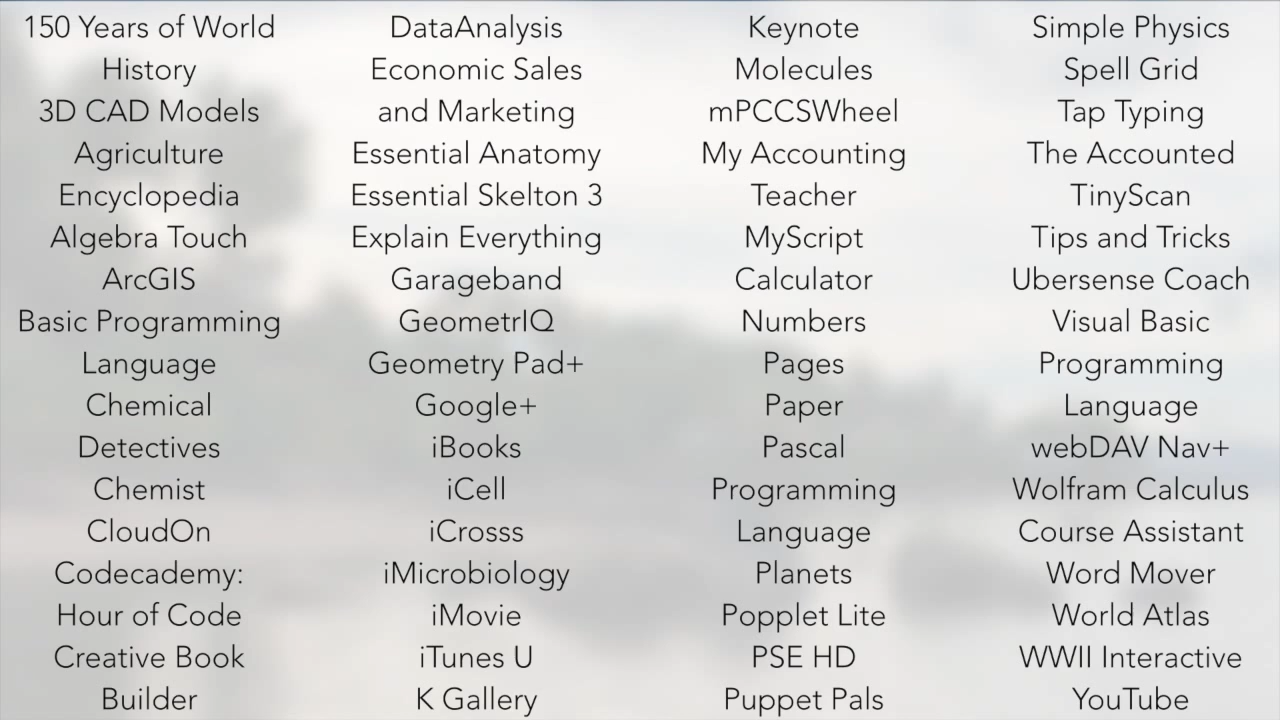 150 Years of World
History
3D CAD Models
Agriculture
Encyclopedia
Algebra Touch
ArcGIS
Basic Programming
Language
Chemical
Detectives
Chemist
CloudOn
Codecademy:
Hour of Code
Creative Book
Builder
DataAnalysis
Economic Sales
and Marketing
Essential Anatomy
Essential Skelton 3
Explain Everything
Garageband
GeometrIQ
Geometry Pad+
Google+
iBooks
iCell
iCrosss
iMicrobiology
iMovie
iTunes U
K Gallery
Keynote
Molecules
mPCCSWheel
My Accounting
Teacher
MyScript
Calculator
Numbers
Pages
Paper
Pascal
Programming
Language
Planets
Popplet Lite
PSE HD
Puppet Pals
Simple Physics
Spell Grid
Tap Typing
The Accounted
TinyScan
Tips and Tricks
Ubersense Coach
Visual Basic
Programming
Language
webDAV Nav+
Wolfram Calculus
Course Assistant
Word Mover
World Atlas
WWII Interactive
YouTube